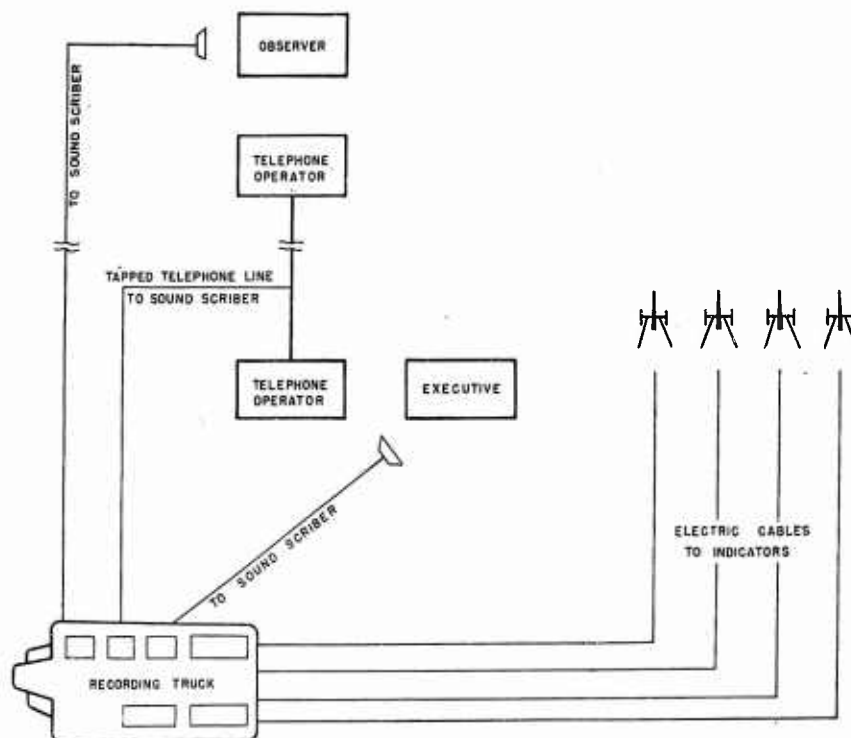 OBSERVER
TO SOUND SCRIBER
TELEPHONE
OPERATOR
TAPPED TELEPHONE LINE
TO SOUND SCRIBER
TELEPHONE
OPERATOR
EXECUTIVE
TO SOUND SCRIBER
ELECTRIC CABLES
TO INDICATORS
RECORDING TRUCK